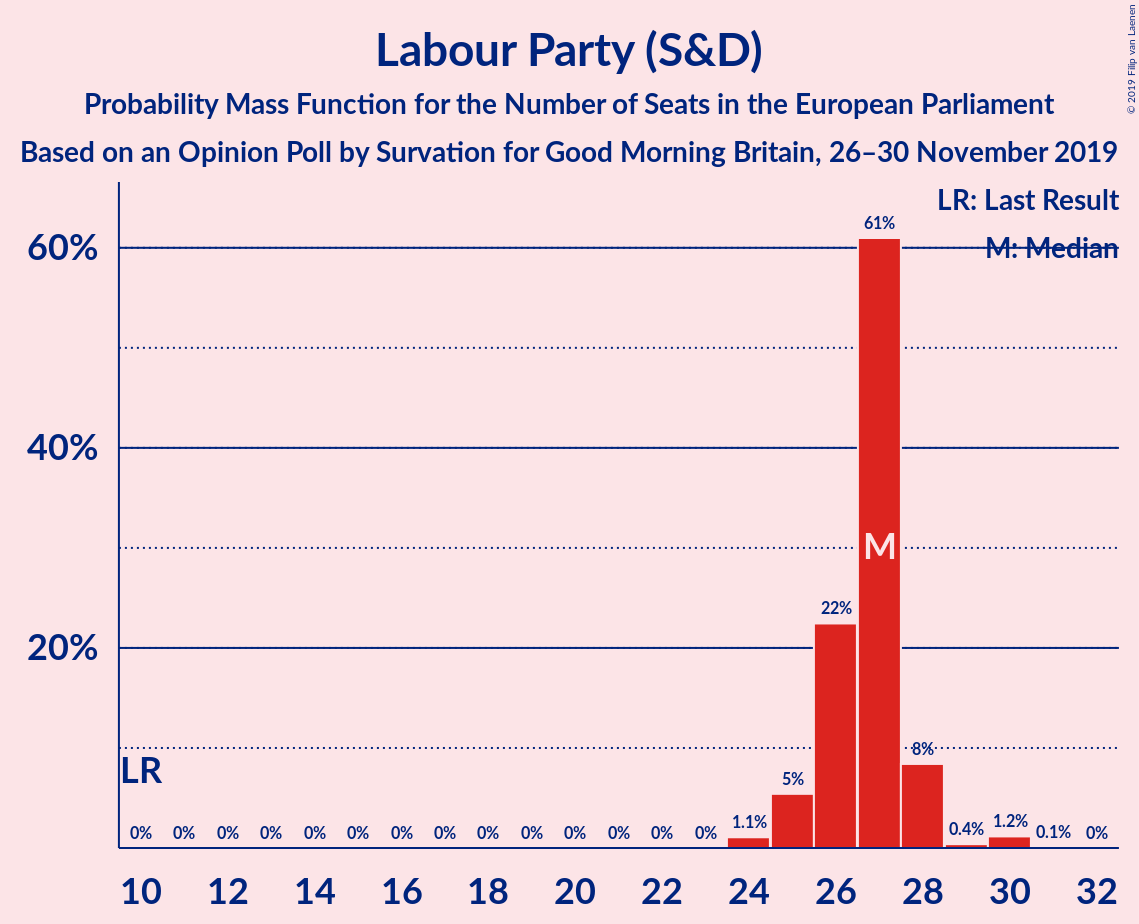 Labour Party (S&D)
Probability Mass Function for the Number of Seats in the European Parliament
Based on an Opinion Poll by Survation for Good Morning Britain, 26–30 November 2019
© 2019 Filip van Laenen
LR: Last Result
M: Median
60%
40%
20%
61%
M
22%
8%
LR
5%
0% 0% 0% 0% 0% 0% 0% 0% 0% 0% 0% 0% 0% 0% 1.1% 0.4% 1.2% 0.1% 0%
10 12 14 16 18 20 22 24 26 28 30 32